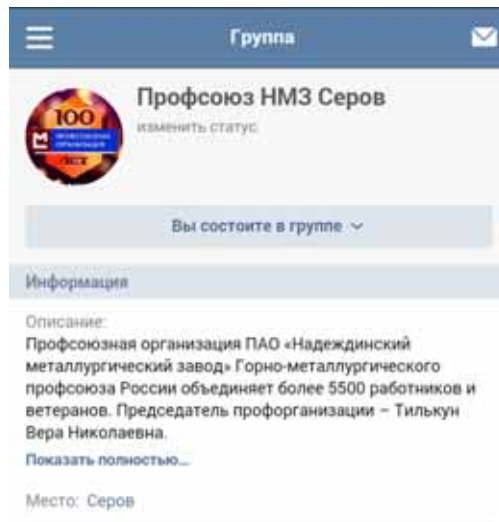 Группа
Профсоюз НМЗ Серов
изменить статус
100
Вы состоите в группе
Информация
Описание:
Профсоюзная организация ПАО «Надеждинский
металлургический завод» Горно-металлургического
профсоюза России объединяет более 5500 работников и
ветеранов. Председатель профорганизации – Тилькун
Вера Николаевна.
Показать полностью...
Место: Серов